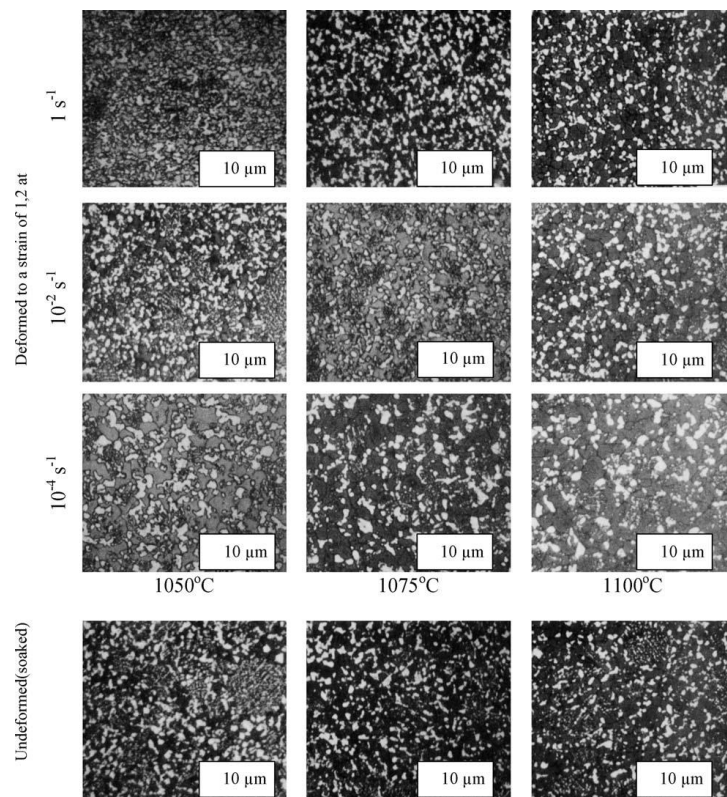 Deformed to a strain of 1,2 at
1 s⁻¹
10 µm
10 µm
10 µm
10⁻² s⁻¹
10 µm
10 µm
10 µm
10⁻⁴ s⁻¹
10 µm
10 µm
10 µm
1050°C
1075°C
1100°C
Undeformed(soaked)
10 µm
10 µm
10 µm